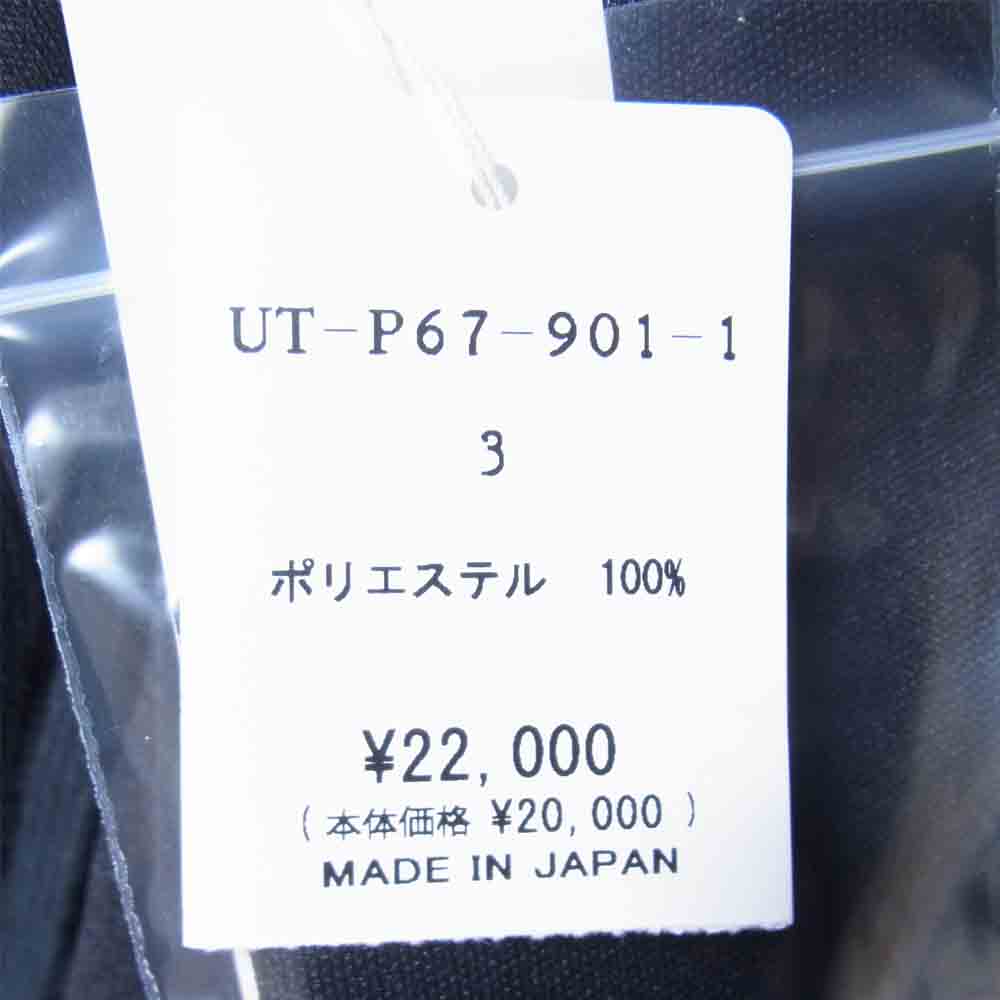 UT-P67-901-1
3
ポリエステル 100%
¥22,000
(本体価格 ¥20,000)
MADE IN JAPAN